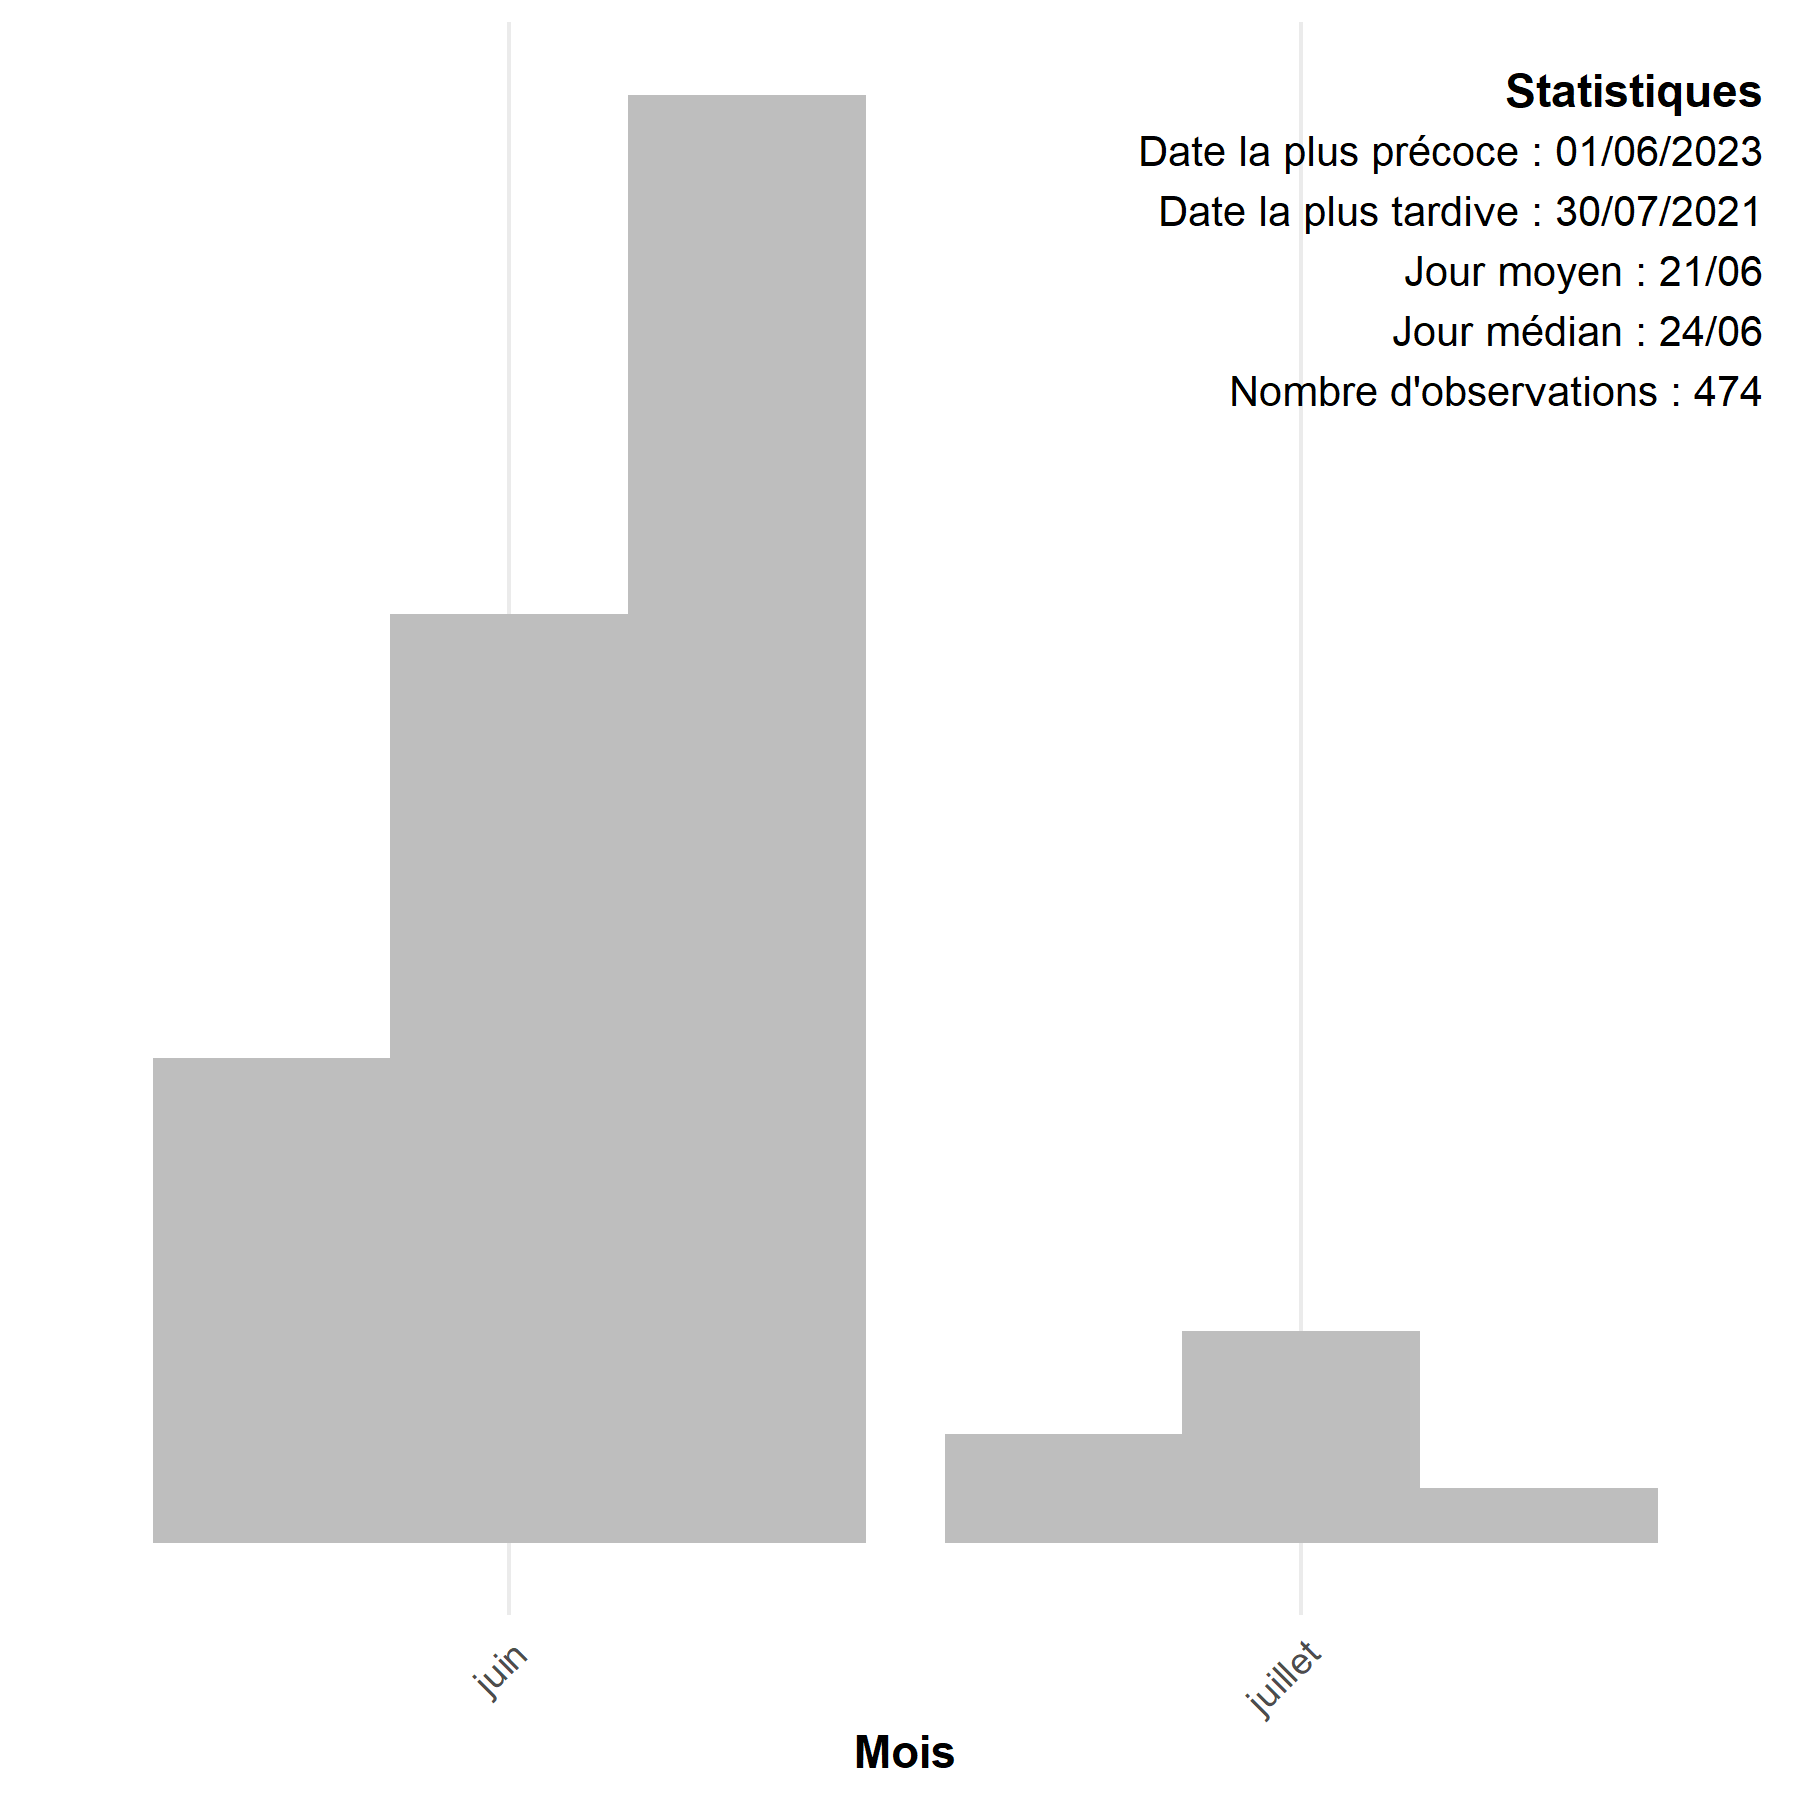 Statistiques
Date la plus précoce : 01/06/2023
Date la plus tardive : 30/07/2021
Jour moyen : 21/06
Jour médian : 24/06
Nombre d'observations : 474
juin
juillet
Mois